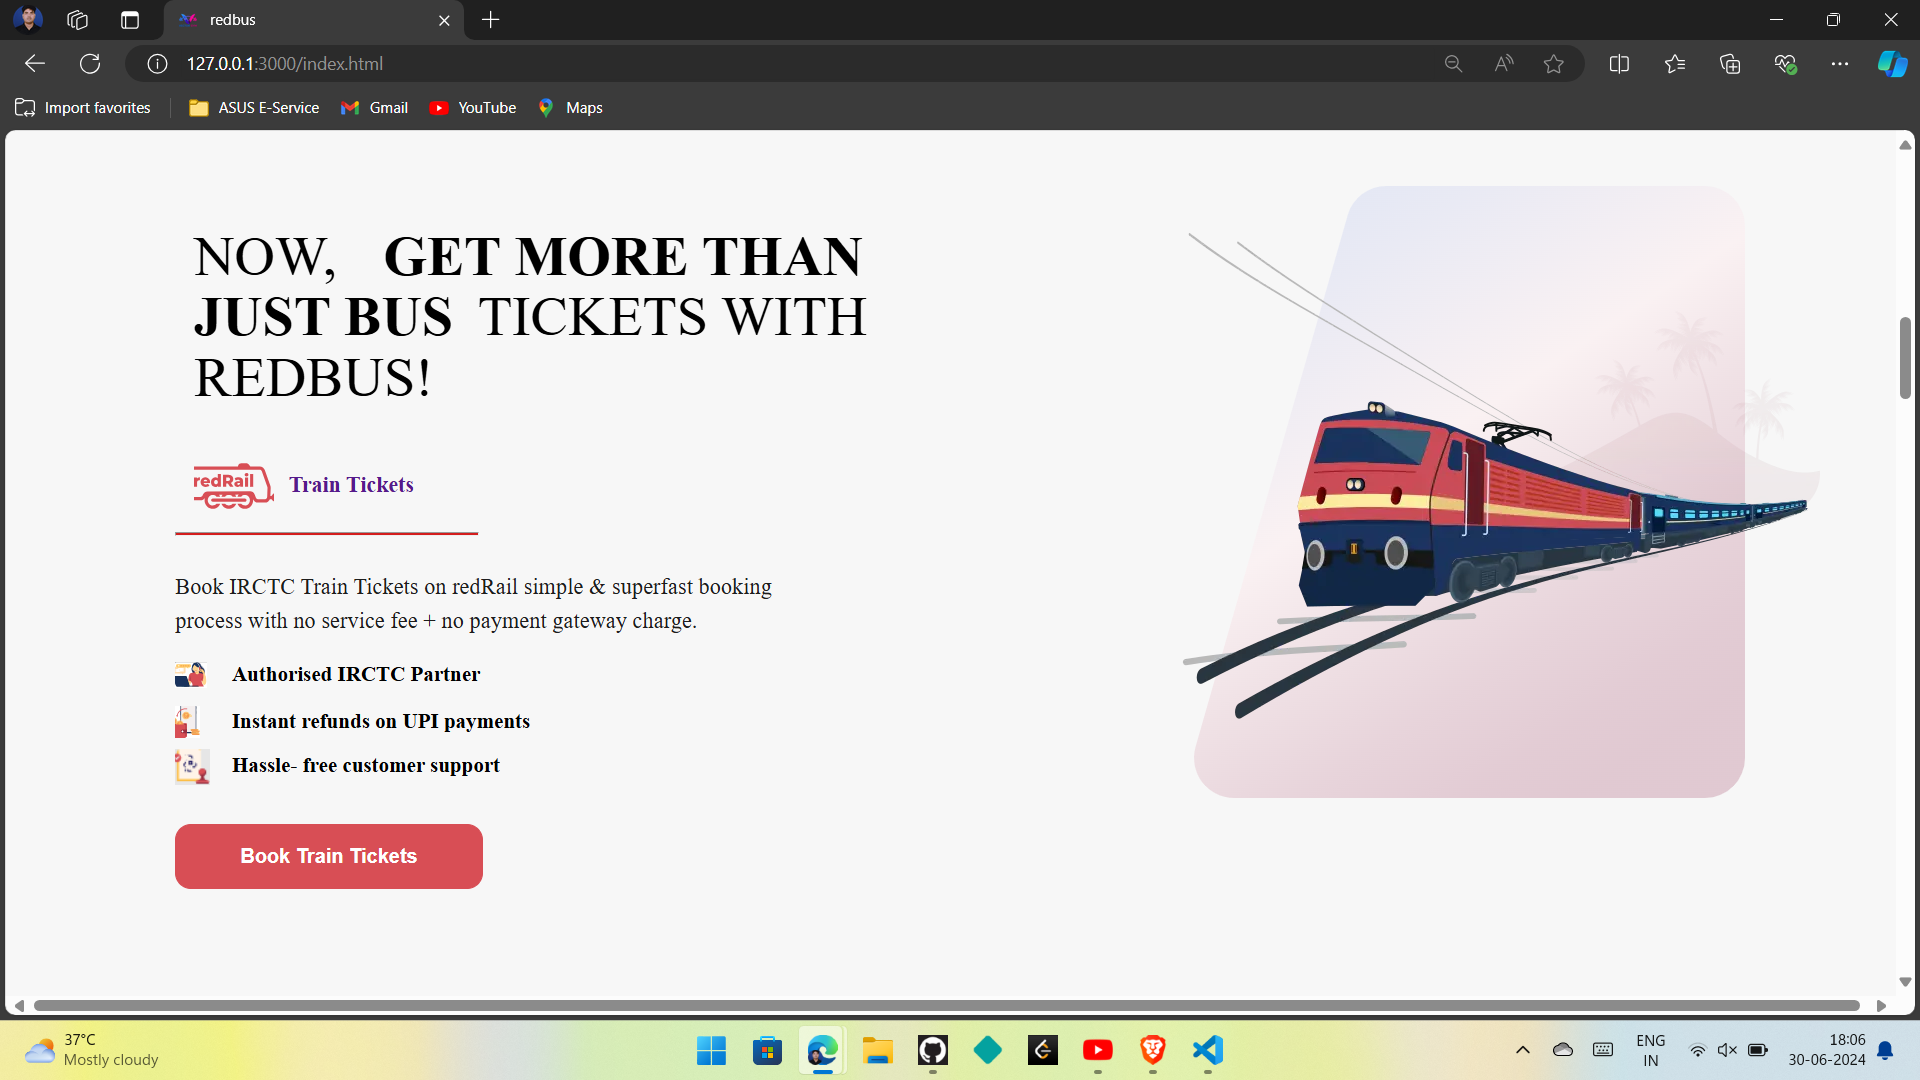 redbus
127.0.0.1:3000/index.html
Import favorites
ASUS E-Service
Gmail
YouTube
Maps
NOW, GET MORE THAN
JUST BUS TICKETS WITH
REDBUS!
redRail
Train Tickets
Book IRCTC Train Tickets on redRail simple & superfast booking
process with no service fee + no payment gateway charge.
Authorised IRCTC Partner
Instant refunds on UPI payments
Hassle- free customer support
Book Train Tickets
37°C
Mostly cloudy
ENG
IN
18:06
30-06-2024